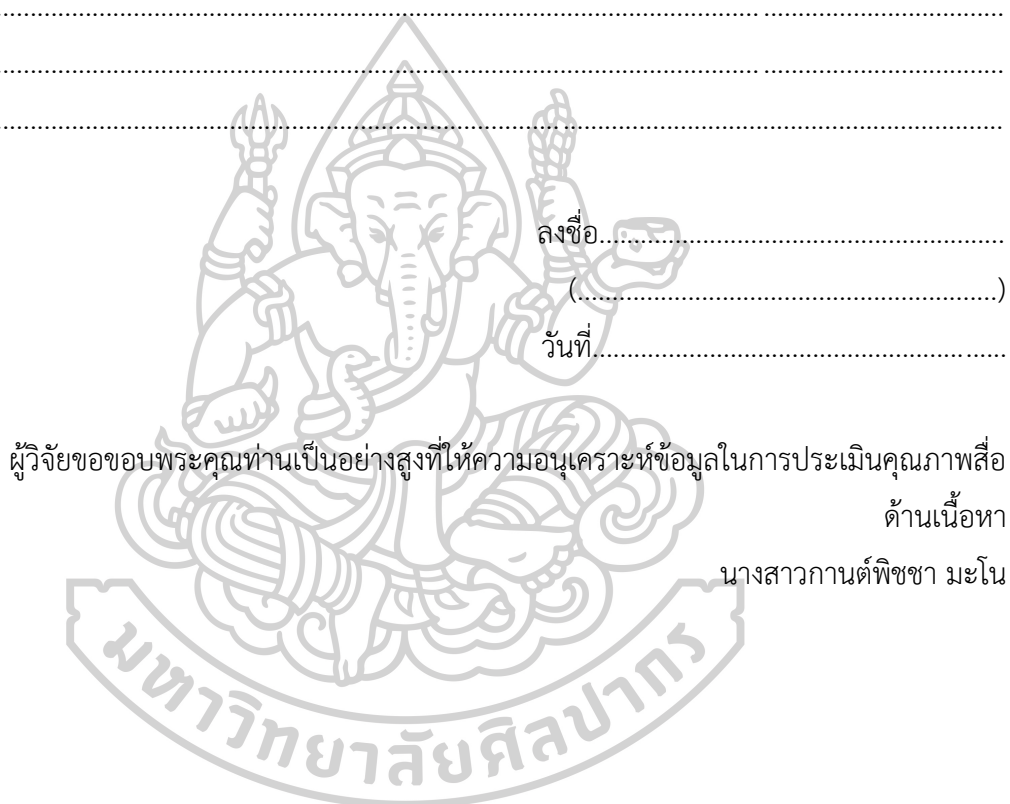 ........................................................................................................................ ....................................
........................................................................................................................ ....................................
............................................................................................................................................................
ลงชื่อ...........................................................
(.............................................................)
วันที่............................................................
ผู้วิจัยขอขอบพระคุณท่านเป็นอย่างสูงที่ให้ความอนุเคราะห์ข้อมูลในการประเมินคุณภาพสื่อ
ด้านเนื้อหา
นางสาวกานต์พิชชา มะโน
มหาวิทยาลัยศิลปากร